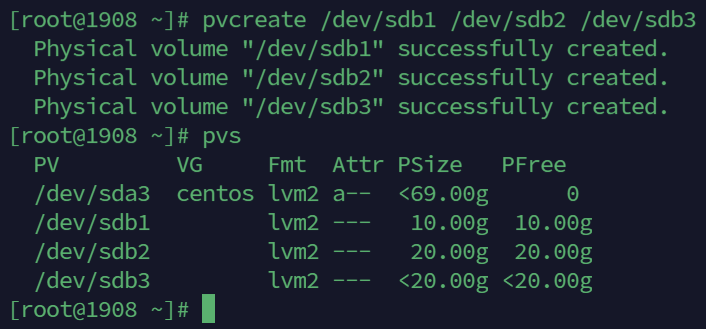 [root@1908 ~]# pvcreate /dev/sdb1 /dev/sdb2 /dev/sdb3
  Physical volume "/dev/sdb1" successfully created.
  Physical volume "/dev/sdb2" successfully created.
  Physical volume "/dev/sdb3" successfully created.
[root@1908 ~]# pvs
  PV         VG     Fmt  Attr PSize   PFree
  /dev/sda3  centos lvm2 a--  <69.00g      0
  /dev/sdb1         lvm2 ---   10.00g  10.00g
  /dev/sdb2         lvm2 ---   20.00g  20.00g
  /dev/sdb3         lvm2 ---  <20.00g <20.00g
[root@1908 ~]#